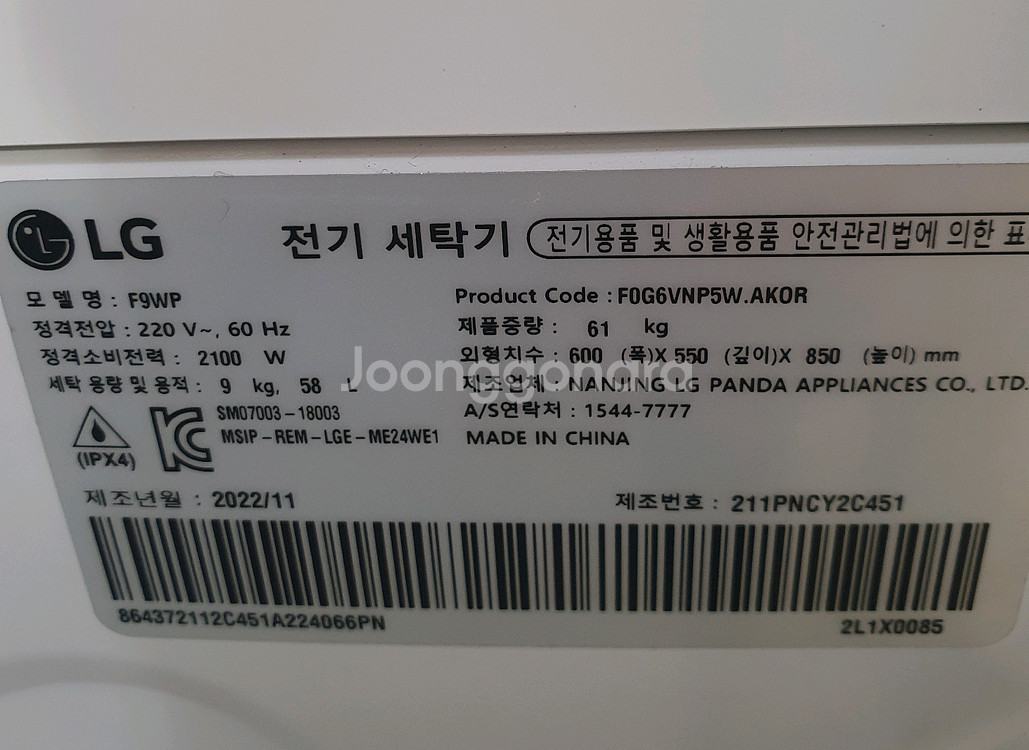 LG 전기 세탁기 전기용품 및 생활용품 안전관리법에 의한 표
모 델 명 : F9WP
Product Code : F0G6VNP5W.AKOR
정격전압 : 220 V~, 60 Hz
제품중량 : 61 kg
정격소비전력 : 2100 W
외형치수 : 600 (폭)X 550 (깊이)X 850 (높이) mm
세탁 용량 및 용적 : 9 kg, 58 L
제조업체 : NANJING LG PANDA APPLIANCES CO., LTD.
Joonggonara
SM07003-18003
A/S연락처 : 1544-7777
MSIP-REM-LGE-ME24WE1
MADE IN CHINA
(IPX4)
제조년월 : 2022/11
제조번호 : 211PNCY2C451
864372112C451A224066PN
2L1X0085